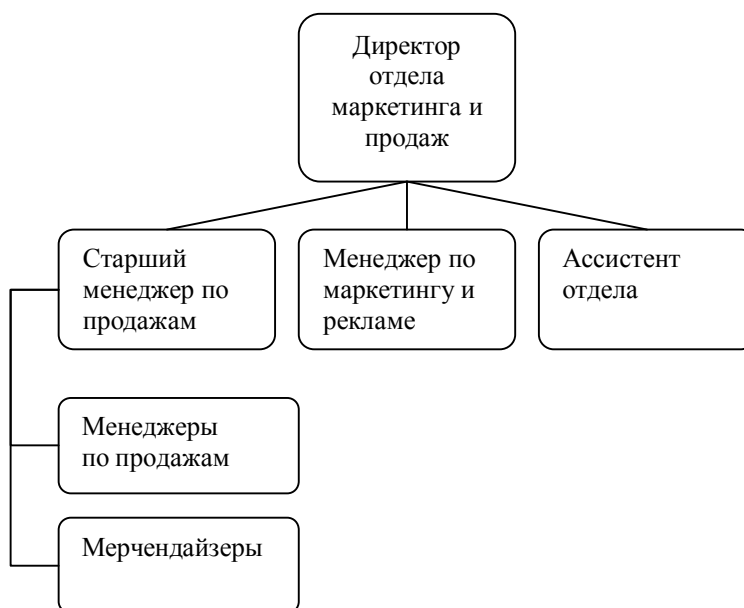 Директор
отдела
маркетинга и
продаж
Старший
менеджер по
продажам
Менеджер по
маркетингу и
рекламе
Ассистент
отдела
Менеджеры
по продажам
Мерчендайзеры